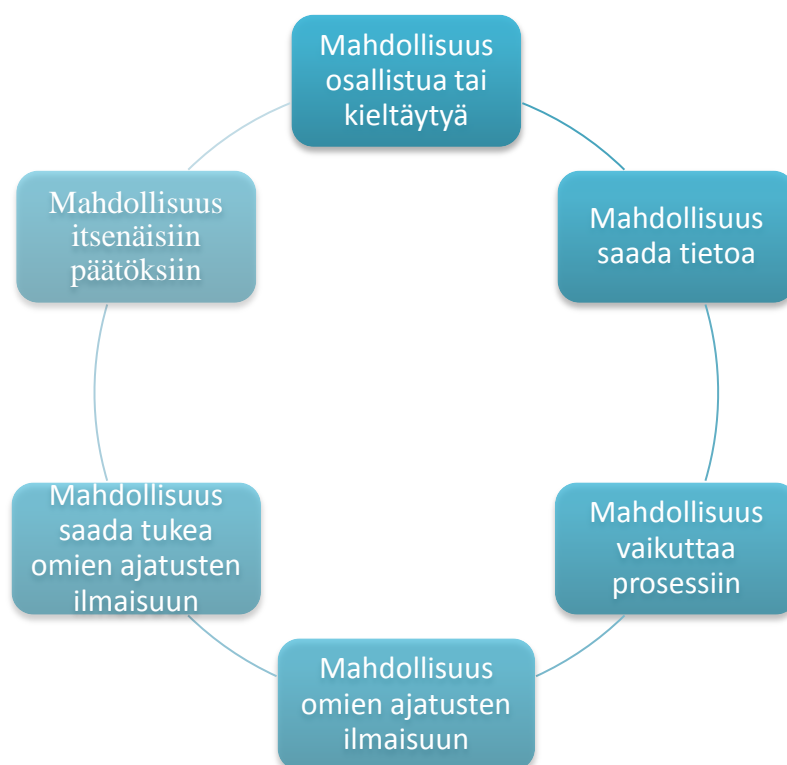 Mahdollisuus
osallistua tai
kieltäytyä
Mahdollisuus
saada tietoa
Mahdollisuus
vaikuttaa
prosessiin
Mahdollisuus
omien ajatusten
ilmaisuun
Mahdollisuus
saada tukea
omien ajatusten
ilmaisuun
Mahdollisuus
itsenäisiin
päätöksiin